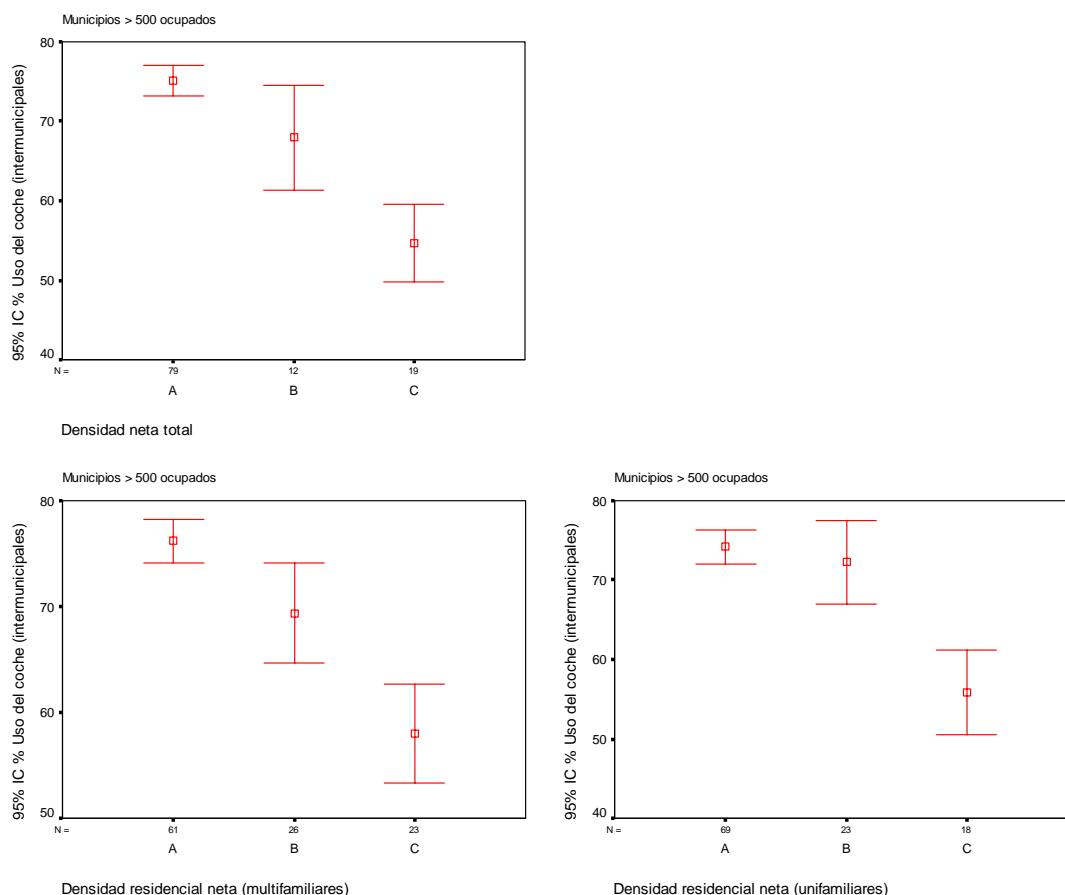 Municipios > 500 ocupados
95% IC % Uso del coche (intermunicipales)
80
70
60
50
40
N = 79 12 19
A B C
Densidad neta total
Municipios > 500 ocupados
95% IC % Uso del coche (intermunicipales)
80
70
60
50
N = 61 26 23
A B C
Densidad residencial neta (multifamiliares)
Municipios > 500 ocupados
95% IC % Uso del coche (intermunicipales)
80
70
60
50
40
N = 69 23 18
A B C
Densidad residencial neta (unifamiliares)